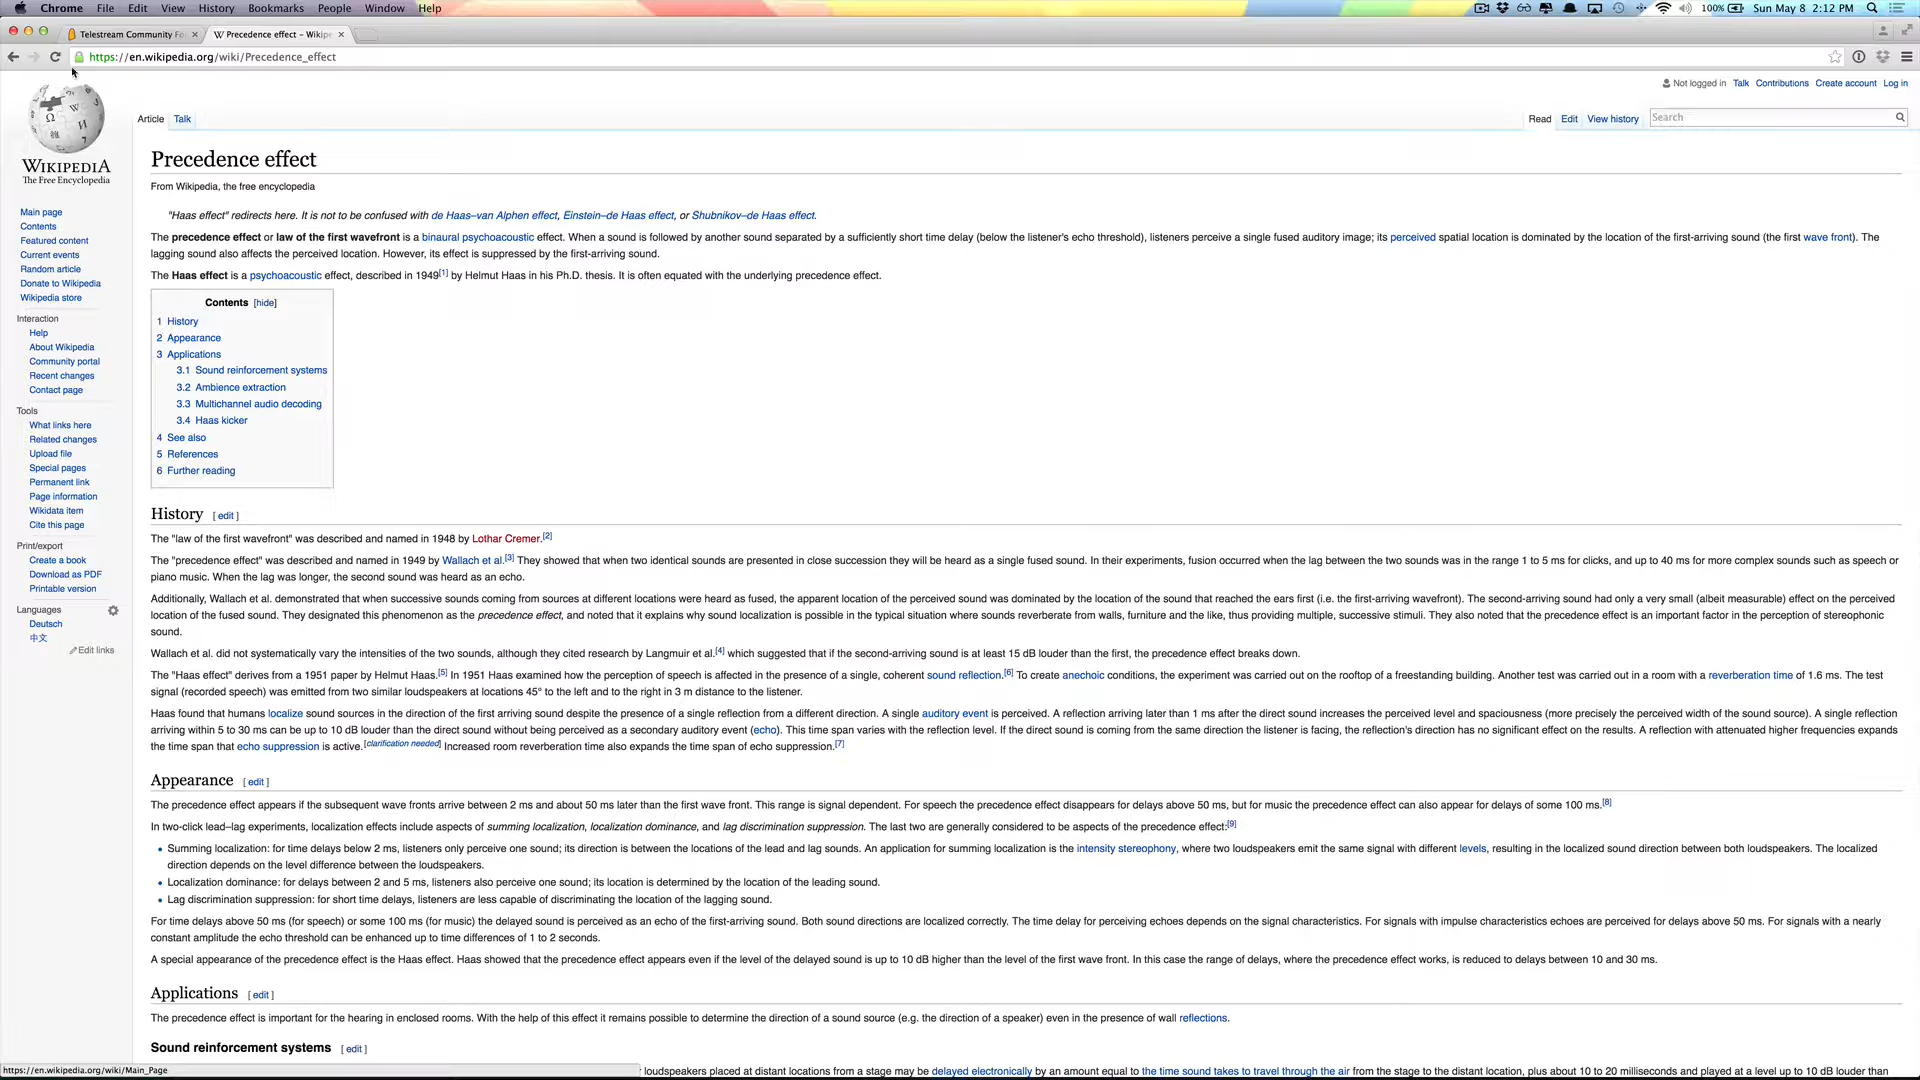 Chrome File Edit View History Bookmarks People Window Help 100% Sun May 8 2:12 PM
Telestream Community Fo Precedence effect - Wikipe
https://en.wikipedia.org/wiki/Precedence_effect
Not logged in Talk Contributions Create account Log in
Article Talk Read Edit View history Search
WIKIPEDIA
The Free Encyclopedia
Main page
Contents
Featured content
Current events
Random article
Donate to Wikipedia
Wikipedia store
Interaction
Help
About Wikipedia
Community portal
Recent changes
Contact page
Tools
What links here
Related changes
Upload file
Special pages
Permanent link
Page information
Wikidata item
Cite this page
Print/export
Create a book
Download as PDF
Printable version
Languages
Deutsch
中文
Edit links
Precedence effect
From Wikipedia, the free encyclopedia
"Haas effect" redirects here. It is not to be confused with de Haas–van Alphen effect, Einstein–de Haas effect, or Shubnikov–de Haas effect.
The precedence effect or law of the first wavefront is a binaural psychoacoustic effect. When a sound is followed by another sound separated by a sufficiently short time delay (below the listener's echo threshold), listeners perceive a single fused auditory image; its perceived spatial location is dominated by the location of the first-arriving sound (the first wave front). The
lagging sound also affects the perceived location. However, its effect is suppressed by the first-arriving sound.
The Haas effect is a psychoacoustic effect, described in 1949[1] by Helmut Haas in his Ph.D. thesis. It is often equated with the underlying precedence effect.
Contents [hide]
1 History
2 Appearance
3 Applications
3.1 Sound reinforcement systems
3.2 Ambience extraction
3.3 Multichannel audio decoding
3.4 Haas kicker
4 See also
5 References
6 Further reading
History [ edit ]
The "law of the first wavefront" was described and named in 1948 by Lothar Cremer.[2]
The "precedence effect" was described and named in 1949 by Wallach et al.[3] They showed that when two identical sounds are presented in close succession they will be heard as a single fused sound. In their experiments, fusion occurred when the lag between the two sounds was in the range 1 to 5 ms for clicks, and up to 40 ms for more complex sounds such as speech or
piano music. When the lag was longer, the second sound was heard as an echo.
Additionally, Wallach et al. demonstrated that when successive sounds coming from sources at different locations were heard as fused, the apparent location of the perceived sound was dominated by the location of the sound that reached the ears first (i.e. the first-arriving wavefront). The second-arriving sound had only a very small (albeit measurable) effect on the perceived
location of the fused sound. They designated this phenomenon as the precedence effect, and noted that it explains why sound localization is possible in the typical situation where sounds reverberate from walls, furniture and the like, thus providing multiple, successive stimuli. They also noted that the precedence effect is an important factor in the perception of stereophonic
sound.
Wallach et al. did not systematically vary the intensities of the two sounds, although they cited research by Langmuir et al.[4] which suggested that if the second-arriving sound is at least 15 dB louder than the first, the precedence effect breaks down.
The "Haas effect" derives from a 1951 paper by Helmut Haas.[5] In 1951 Haas examined how the perception of speech is affected in the presence of a single, coherent sound reflection.[6] To create anechoic conditions, the experiment was carried out on the rooftop of a freestanding building. Another test was carried out in a room with a reverberation time of 1.6 ms. The test
signal (recorded speech) was emitted from two similar loudspeakers at locations 45° to the left and to the right in 3 m distance to the listener.
Haas found that humans localize sound sources in the direction of the first arriving sound despite the presence of a single reflection from a different direction. A single auditory event is perceived. A reflection arriving later than 1 ms after the direct sound increases the perceived level and spaciousness (more precisely the perceived width of the sound source). A single reflection
arriving within 5 to 30 ms can be up to 10 dB louder than the direct sound without being perceived as a secondary auditory event (echo). This time span varies with the reflection level. If the direct sound is coming from the same direction the listener is facing, the reflection's direction has no significant effect on the results. A reflection with attenuated higher frequencies expands
the time span that echo suppression is active.[clarification needed] Increased room reverberation time also expands the time span of echo suppression.[7]
Appearance [ edit ]
The precedence effect appears if the subsequent wave fronts arrive between 2 ms and about 50 ms later than the first wave front. This range is signal dependent. For speech the precedence effect disappears for delays above 50 ms, but for music the precedence effect can also appear for delays of some 100 ms.[8]
In two-click lead–lag experiments, localization effects include aspects of summing localization, localization dominance, and lag discrimination suppression. The last two are generally considered to be aspects of the precedence effect:[9]
• Summing localization: for time delays below 2 ms, listeners only perceive one sound; its direction is between the locations of the lead and lag sounds. An application for summing localization is the intensity stereophony, where two loudspeakers emit the same signal with different levels, resulting in the localized sound direction between both loudspeakers. The localized
direction depends on the level difference between the loudspeakers.
• Localization dominance: for delays between 2 and 5 ms, listeners also perceive one sound; its location is determined by the location of the leading sound.
• Lag discrimination suppression: for short time delays, listeners are less capable of discriminating the location of the lagging sound.
For time delays above 50 ms (for speech) or some 100 ms (for music) the delayed sound is perceived as an echo of the first-arriving sound. Both sound directions are localized correctly. The time delay for perceiving echoes depends on the signal characteristics. For signals with impulse characteristics echoes are perceived for delays above 50 ms. For signals with a nearly
constant amplitude the echo threshold can be enhanced up to time differences of 1 to 2 seconds.
A special appearance of the precedence effect is the Haas effect. Haas showed that the precedence effect appears even if the level of the delayed sound is up to 10 dB higher than the level of the first wave front. In this case the range of delays, where the precedence effect works, is reduced to delays between 10 and 30 ms.
Applications [ edit ]
The precedence effect is important for the hearing in enclosed rooms. With the help of this effect it remains possible to determine the direction of a sound source (e.g. the direction of a speaker) even in the presence of wall reflections.
Sound reinforcement systems [ edit ]
https://en.wikipedia.org/wiki/Main_Page loudspeakers placed at distant locations from a stage may be delayed electronically by an amount equal to the time sound takes to travel through the air from the stage to the distant location, plus about 10 to 20 milliseconds and played at a level up to 10 dB louder than